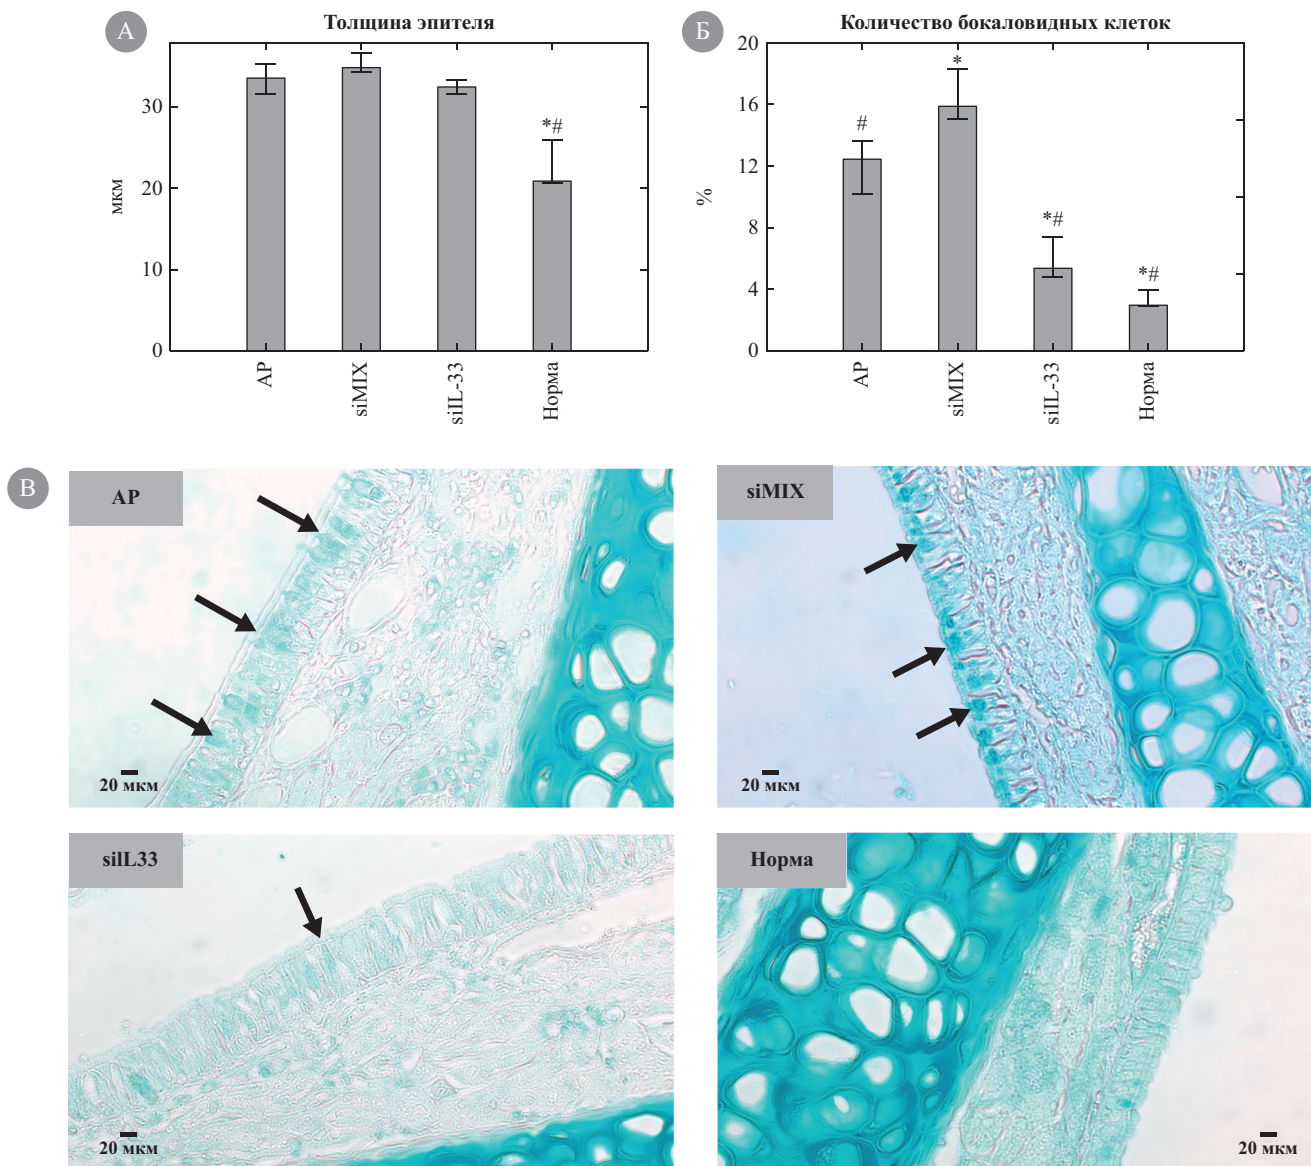 А
Толщина эпителя
мкм
30
20
10
0
*#
АР
siMIX
siIL-33
Норма
Б
Количество бокаловидных клеток
%
20
16
12
8
4
0
#
*
*#
*#
АР
siMIX
siIL-33
Норма
В
АР
20 мкм
siMIX
20 мкм
silL33
20 мкм
Норма
20 мкм